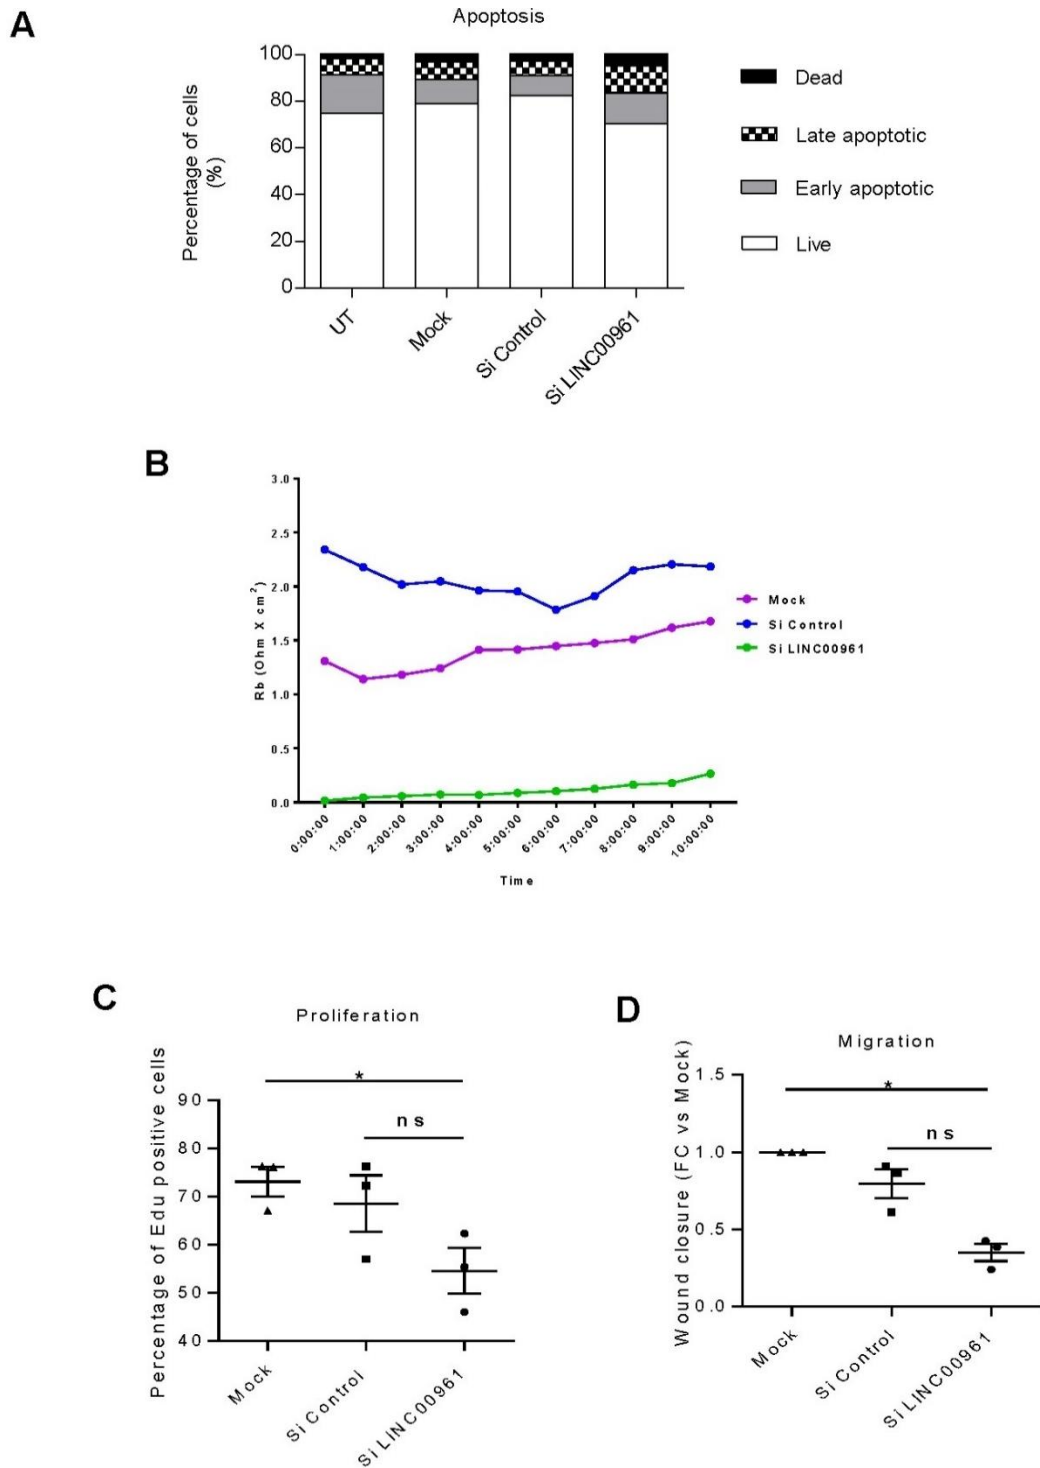 A
Apoptosis
Percentage of cells
(%)
100
80
60
40
20
0
UT
Mock
Si Control
Si LINC00961
Dead
Late apoptotic
Early apoptotic
Live
B
Rb (Ohm X cm²)
3.0
2.5
2.0
1.5
1.0
0.5
0.0
0:00:00
1:00:00
2:00:00
3:00:00
4:00:00
5:00:00
6:00:00
7:00:00
8:00:00
9:00:00
10:00:00
Time
Mock
Si Control
Si LINC00961
C
Proliferation
Percentage of Edu positive cells
90
80
70
60
50
40
*
ns
Mock
Si Control
Si LINC00961
D
Migration
Wound closure (FC vs Mock)
1.5
1.0
0.5
0.0
*
ns
Mock
Si Control
Si LINC00961